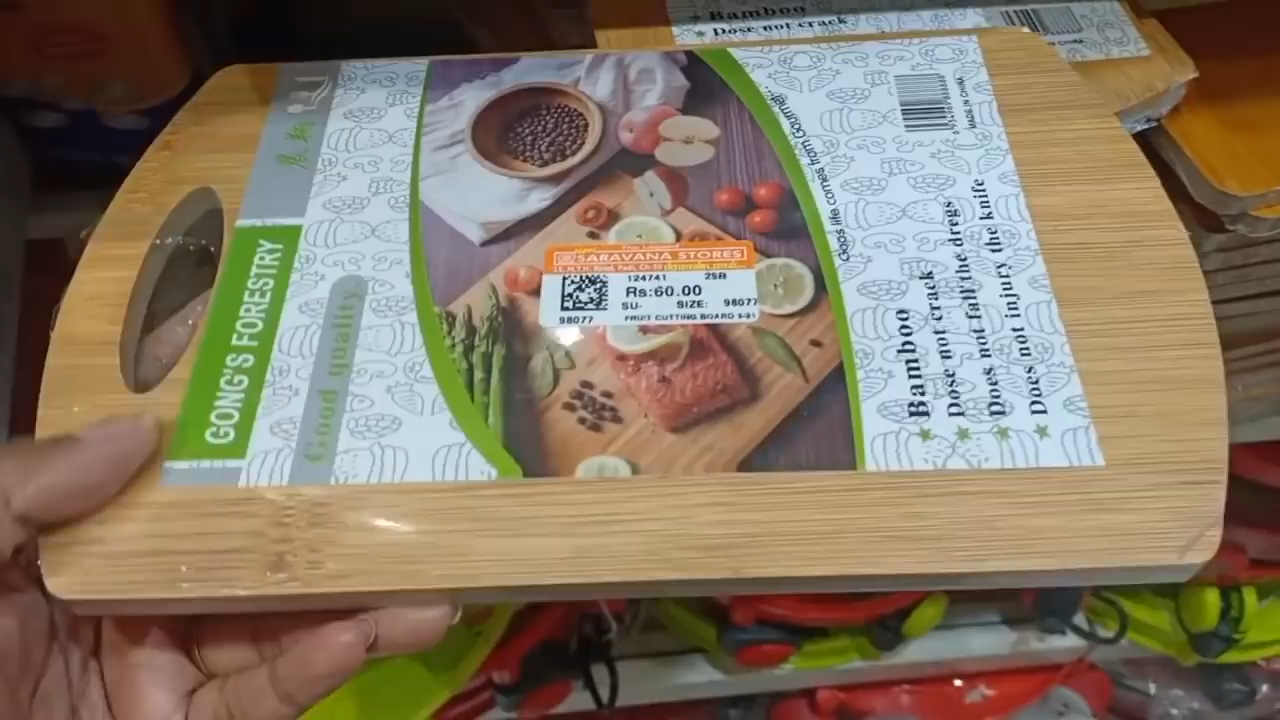 Bamboo
Dose not crack
GONG'S FORESTRY
Good quality
Gaos life comes from Gourmet...
MADE IN CHINA
Bamboo
Dose not crack
Does not fall the dregs
Does not injury the knife
SARAVANA STORES
124741 2SB
Rs:60.00
SU- SIZE: 98077
98077 FRUIT CUTTING BOARD